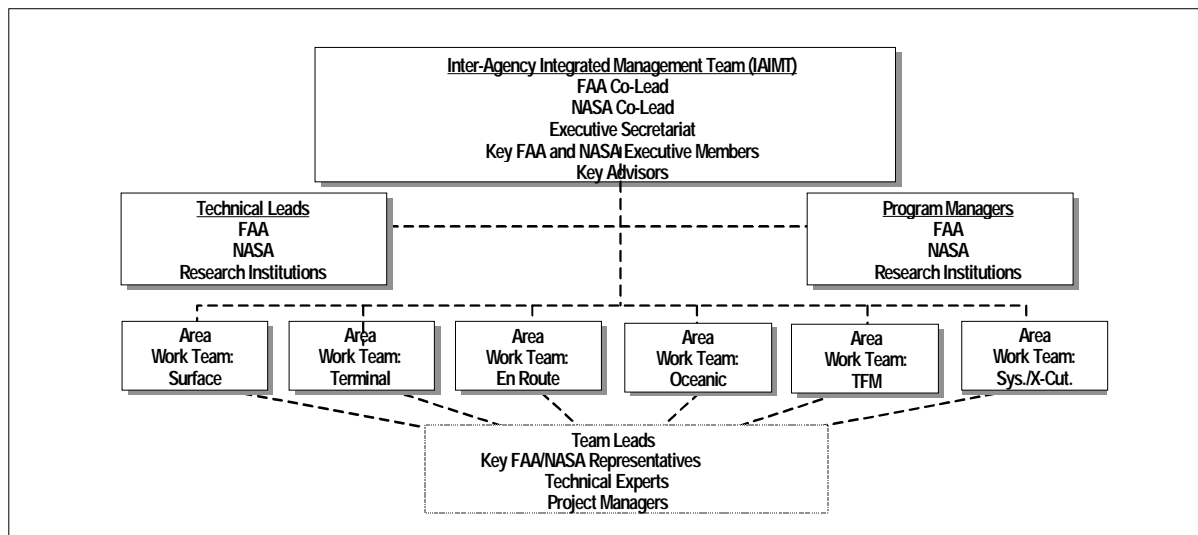 Inter-Agency Integrated Management Team (IAIMT)
FAA Co-Lead
NASA Co-Lead
Executive Secretariat
Key FAA and NASA Executive Members
Key Advisors
Technical Leads
FAA
NASA
Research Institutions
Program Managers
FAA
NASA
Research Institutions
Area
Work Team:
Surface
Area
Work Team:
Terminal
Area
Work Team:
En Route
Area
Work Team:
Oceanic
Area
Work Team:
TFM
Area
Work Team:
Sys./X-Cut.
Team Leads
Key FAA/NASA Representatives
Technical Experts
Project Managers